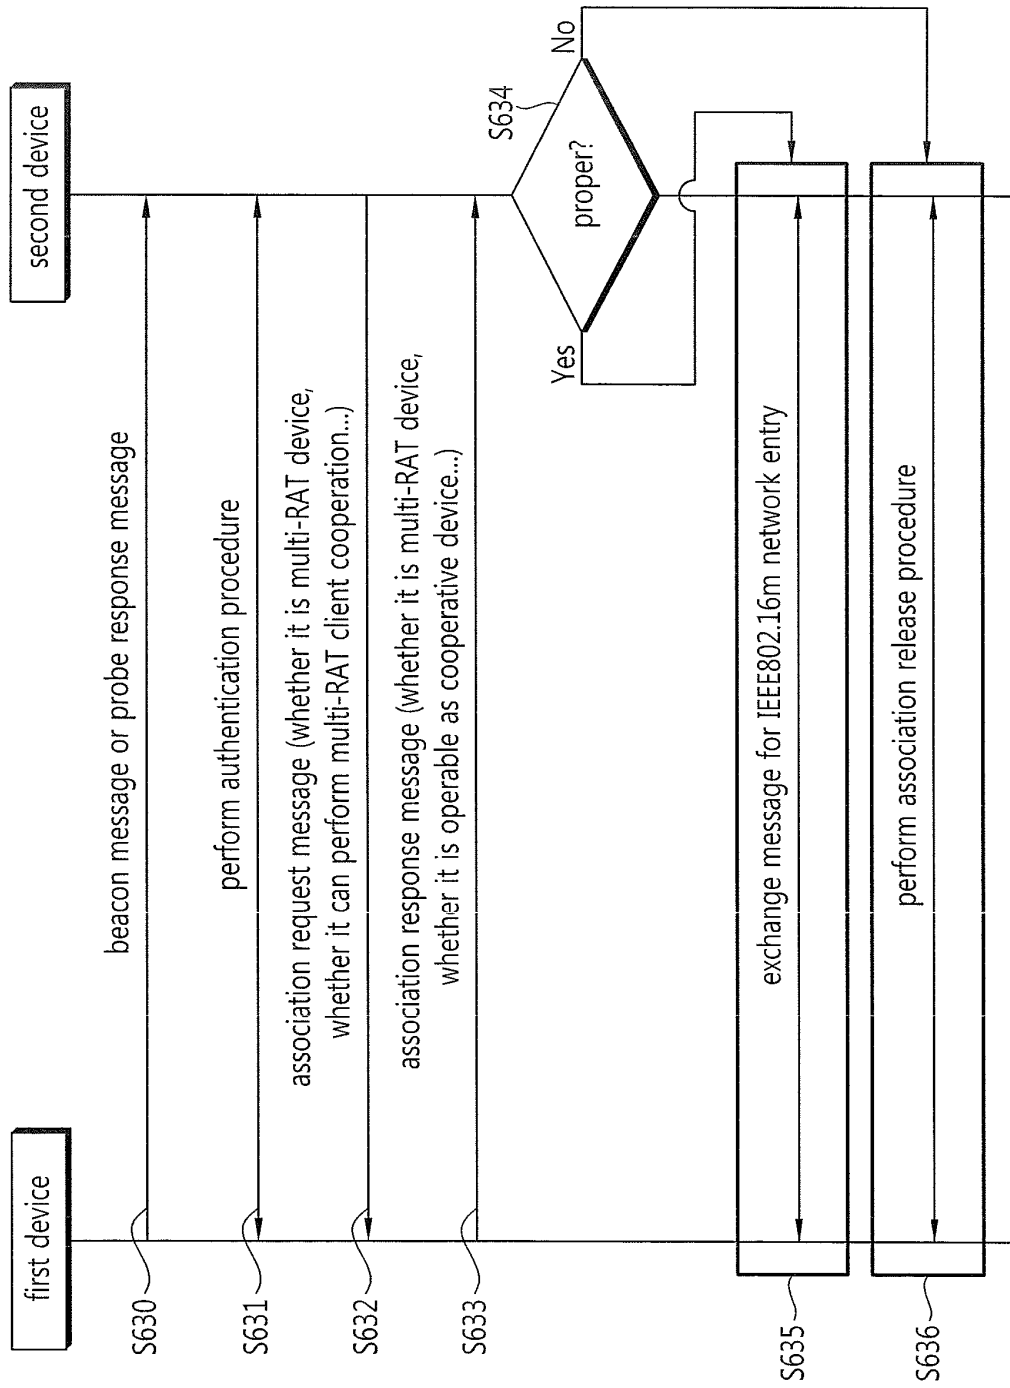 first device
second device
S630
beacon message or probe response message
S631
perform authentication procedure
S632
association request message (whether it is multi-RAT device,
whether it can perform multi-RAT client cooperation...)
S633
association response message (whether it is multi-RAT device,
whether it is operable as cooperative device...)
S634
proper?
Yes
No
S635
exchange message for IEEE802.16m network entry
S636
perform association release procedure